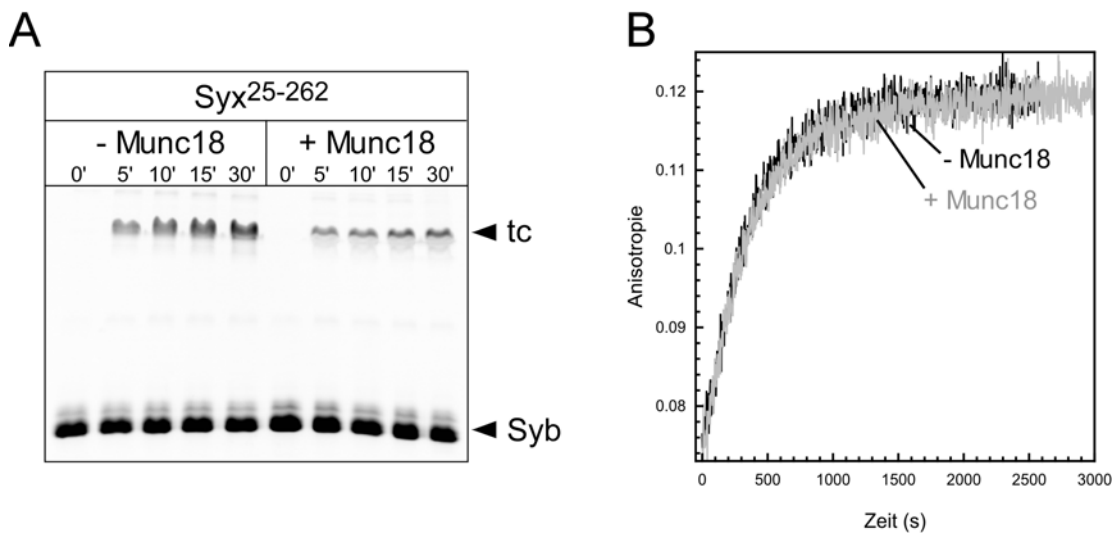 A
Syx25-262
- Munc18 + Munc18
0' 5' 10' 15' 30' 0' 5' 10' 15' 30'
tc
Syb
B
Anisotropie
0.12
0.11
0.1
0.09
0.08
- Munc18
+ Munc18
0 500 1000 1500 2000 2500 3000
Zeit (s)